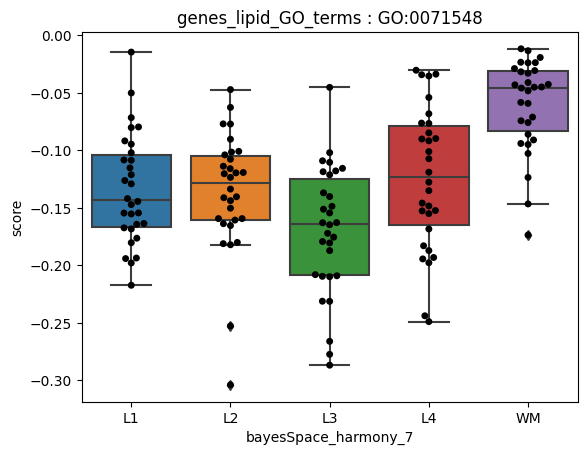 genes_lipid_GO_terms : GO:0071548
0.00
−0.05
−0.10
−0.15
−0.20
−0.25
−0.30
score
L1 L2 L3 L4 WM
bayesSpace_harmony_7